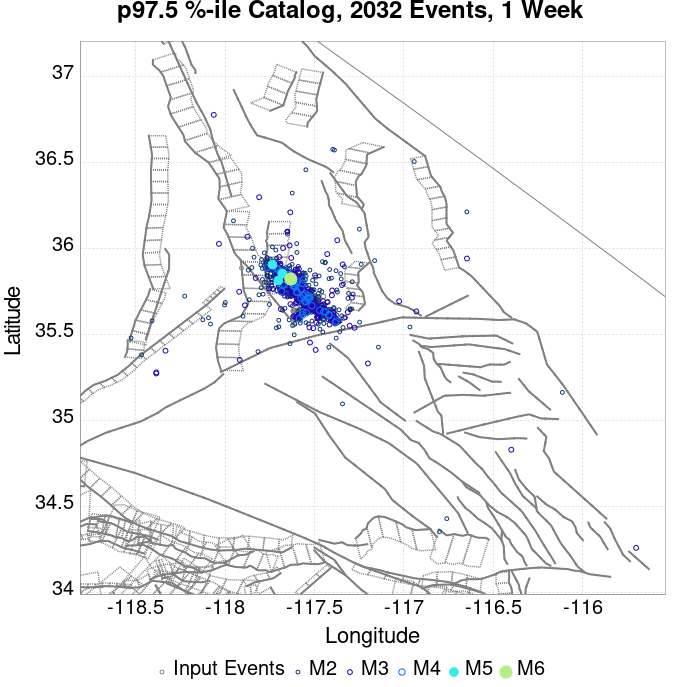 p97.5 %-ile Catalog, 2032 Events, 1 Week
37
36.5
36
35.5
35
34.5
34
Latitude
-118.5 -118 -117.5 -117 -116.5 -116
Longitude
Input Events M2 M3 M4 M5 M6